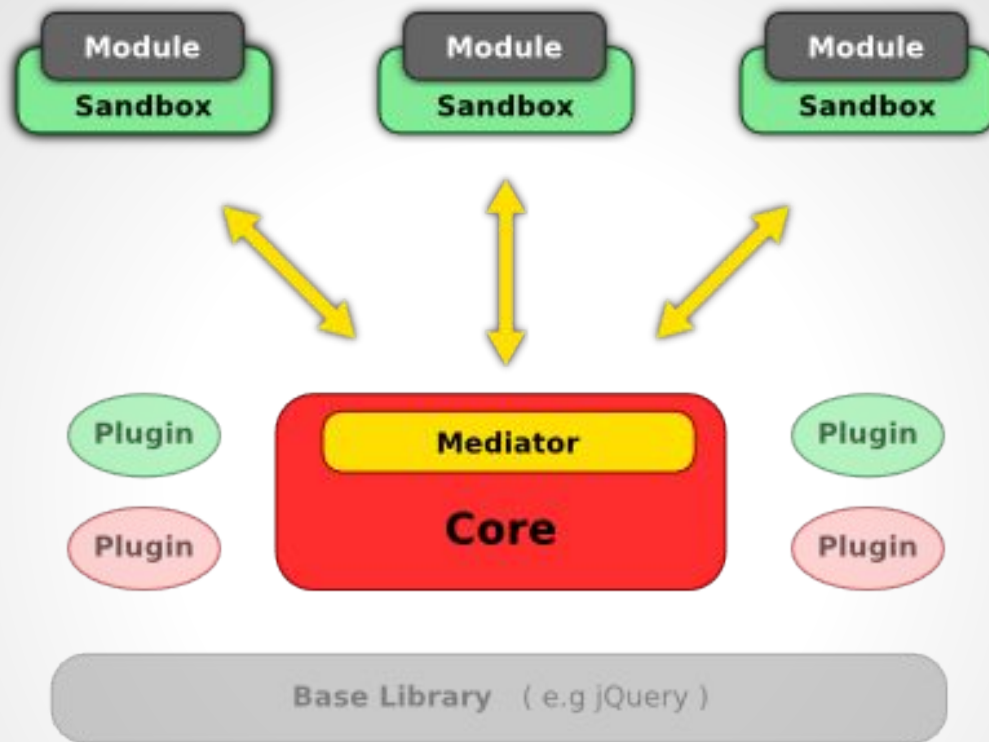 Module
Sandbox
Module
Sandbox
Module
Sandbox
Plugin
Plugin
Mediator
Core
Plugin
Plugin
Base Library ( e.g jQuery )